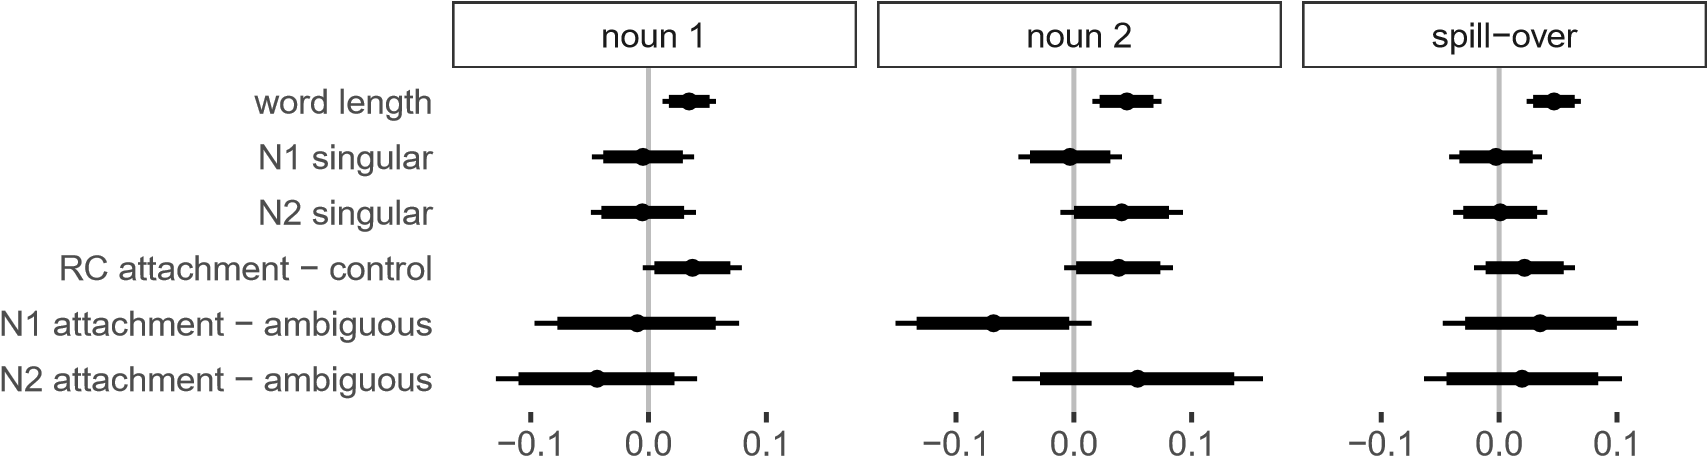 noun 1 noun 2 spill−over
word length
N1 singular
N2 singular
RC attachment − control
N1 attachment − ambiguous
N2 attachment − ambiguous
−0.1 0.0 0.1 −0.1 0.0 0.1 −0.1 0.0 0.1